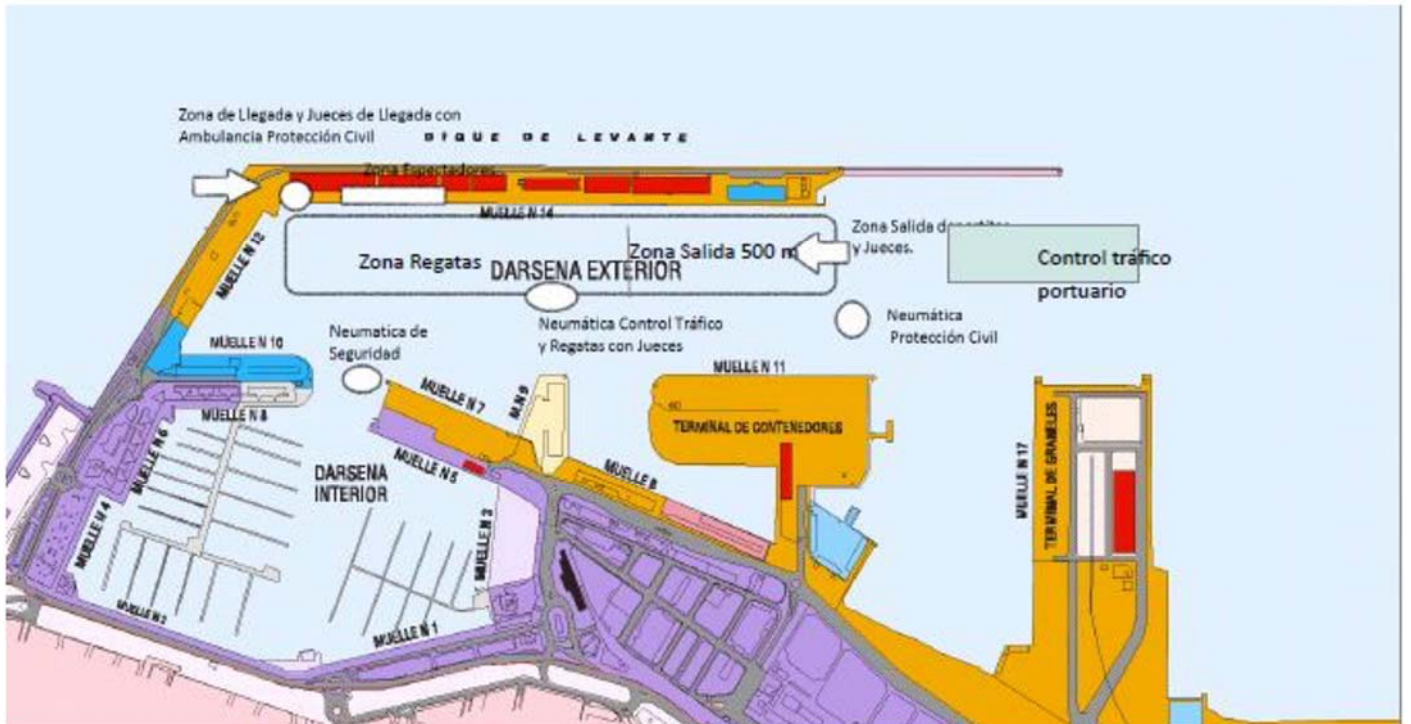 Zona de Llegada y Jueces de Llegada con
Ambulancia Protección Civil
DIQUE DE LEVANTE
Zona Espectadores
MUELLE N 14
MUELLE N 12
Zona Regatas
Zona Salida 500 m
DARSENA EXTERIOR
y Jueces.
Zona Salida
Control tráfico
portuario
Neumática
Protección Civil
Neumática Control Tráfico
y Regatas con Jueces
Neumatica de
Seguridad
MUELLE N 10
MUELLE N 8
MUELLE N 6
MUELLE N 4
MUELLE N 2
DARSENA
INTERIOR
MUELLE N 7
MUELLE N 5
M.N 9
MUELLE N 3
MUELLE N 1
MUELLE
MUELLE N 11
TERMINAL DE CONTENEDORES
MUELLE N 17
TERMINAL DE GRANELES